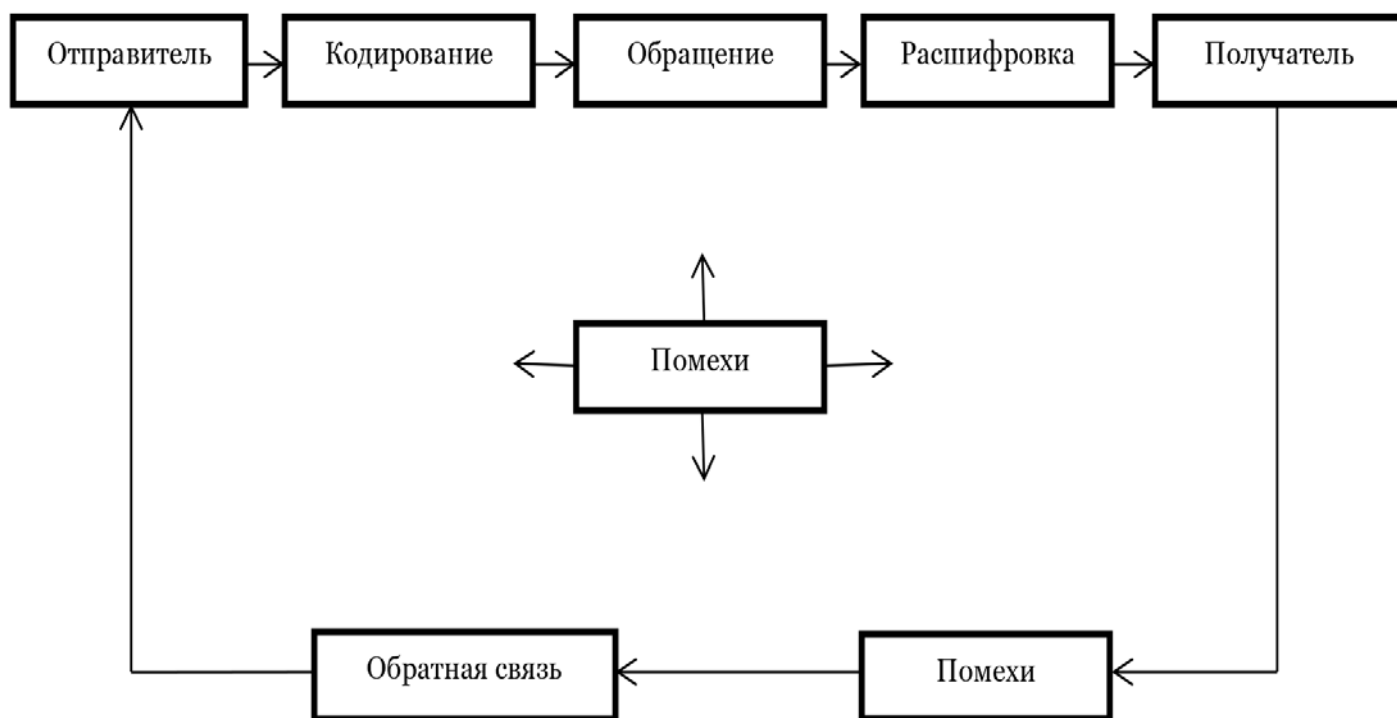 Отправитель
Кодирование
Обращение
Расшифровка
Получатель
Помехи
Обратная связь
Помехи